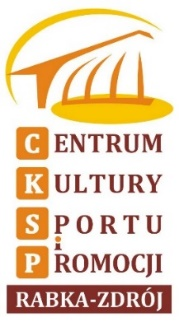 CENTRUM
KULTURY
SPORTU
i
PROMOCJI
RABKA-ZDRÓJ